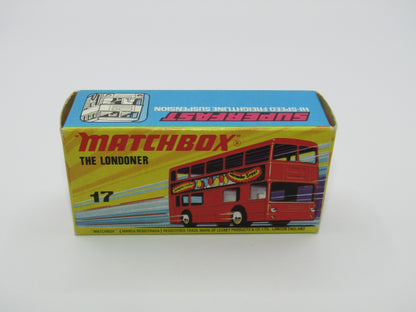 HI-SPEED FREIGHTLINE SUSPENSION
SUPERFAST
MATCHBOX ®
THE LONDONER
17
"MATCHBOX" (MARCA REGISTRADA) REGISTERED TRADE MARK OF LESNEY PRODUCTS & CO. LTD. LONDON ENGLAND